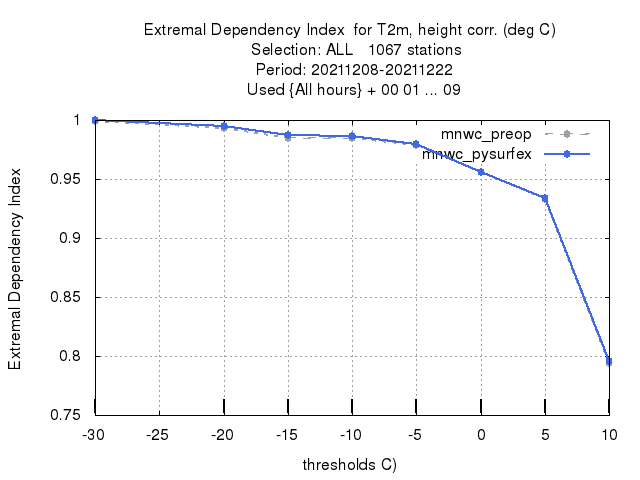 Extremal Dependency Index  for T2m, height corr. (deg C)
Selection: ALL   1067 stations
Period: 20211208-20211222
Used {All hours} + 00 01 ... 09
1
0.95
0.9
0.85
0.8
0.75
Extremal Dependency Index
mnwc_preop
mnwc_pysurfex
-30 -25 -20 -15 -10 -5 0 5 10
thresholds C)